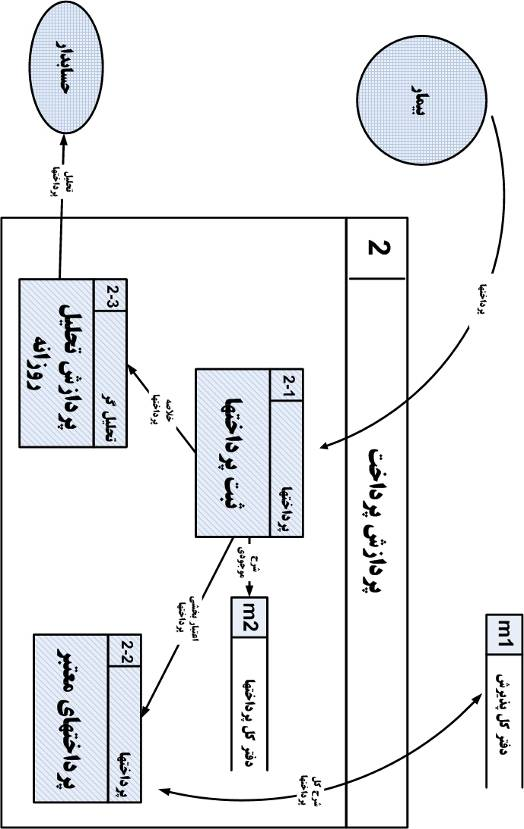 بیمار
حسابدار
پرداختها
تحلیل
پرداختها
2
پردازش پرداخت
2-1
پرداختها
ثبت پرداختها
2-3
تحلیل گر
پردازش تحلیل
روزانه
خلاصه
پرداختها
شرح
موجودی
اعتبار بخشی
پرداختها
m2
دفتر کل پرداختها
2-2
پرداختها
پرداختهای معتبر
m1
دفتر کل پذیرش
شرح کل
پرداختها